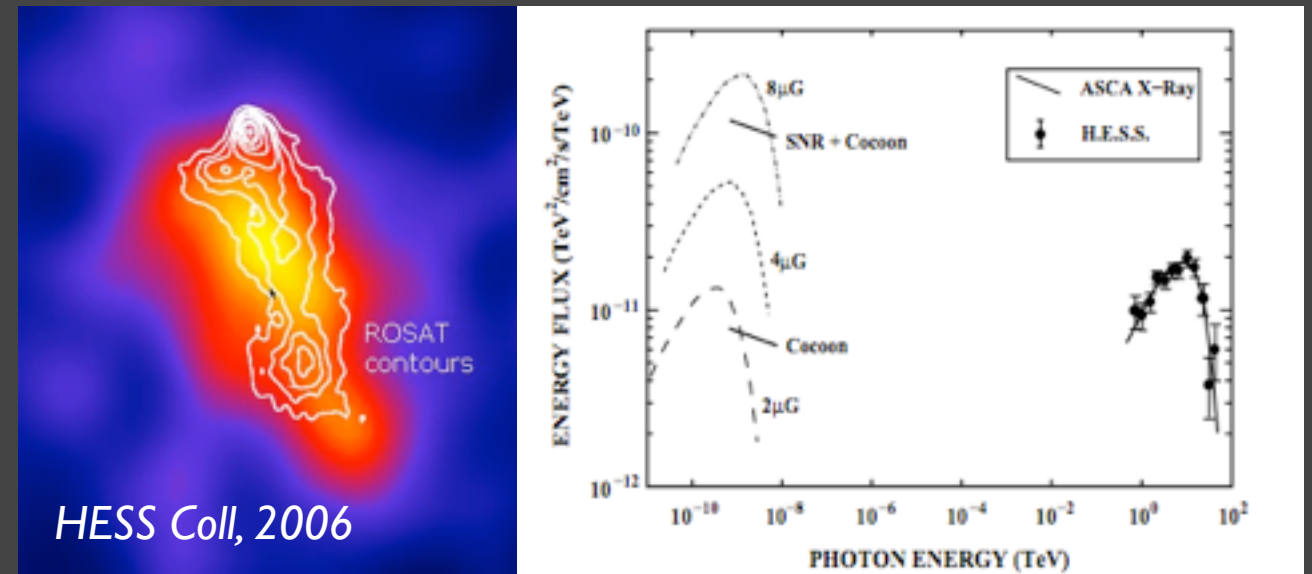 ROSAT
contours
HESS Coll, 2006
ENERGY FLUX (TeV²/cm²/s/TeV)
10⁻¹⁰
10⁻¹¹
10⁻¹²
8μG
SNR + Cocoon
4μG
Cocoon
2μG
ASCA X-Ray
H.E.S.S.
10⁻¹⁰ 10⁻⁸ 10⁻⁶ 10⁻⁴ 10⁻² 10⁰ 10²
PHOTON ENERGY (TeV)